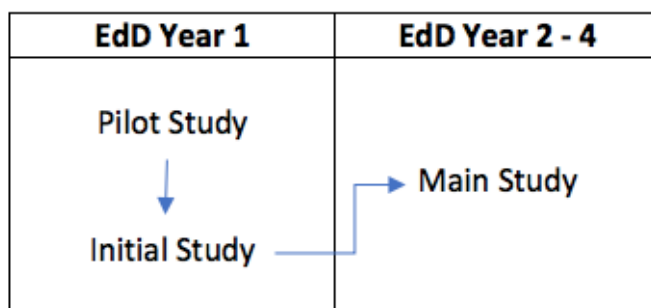 EdD Year 1
EdD Year 2 - 4
Pilot Study
Initial Study
Main Study